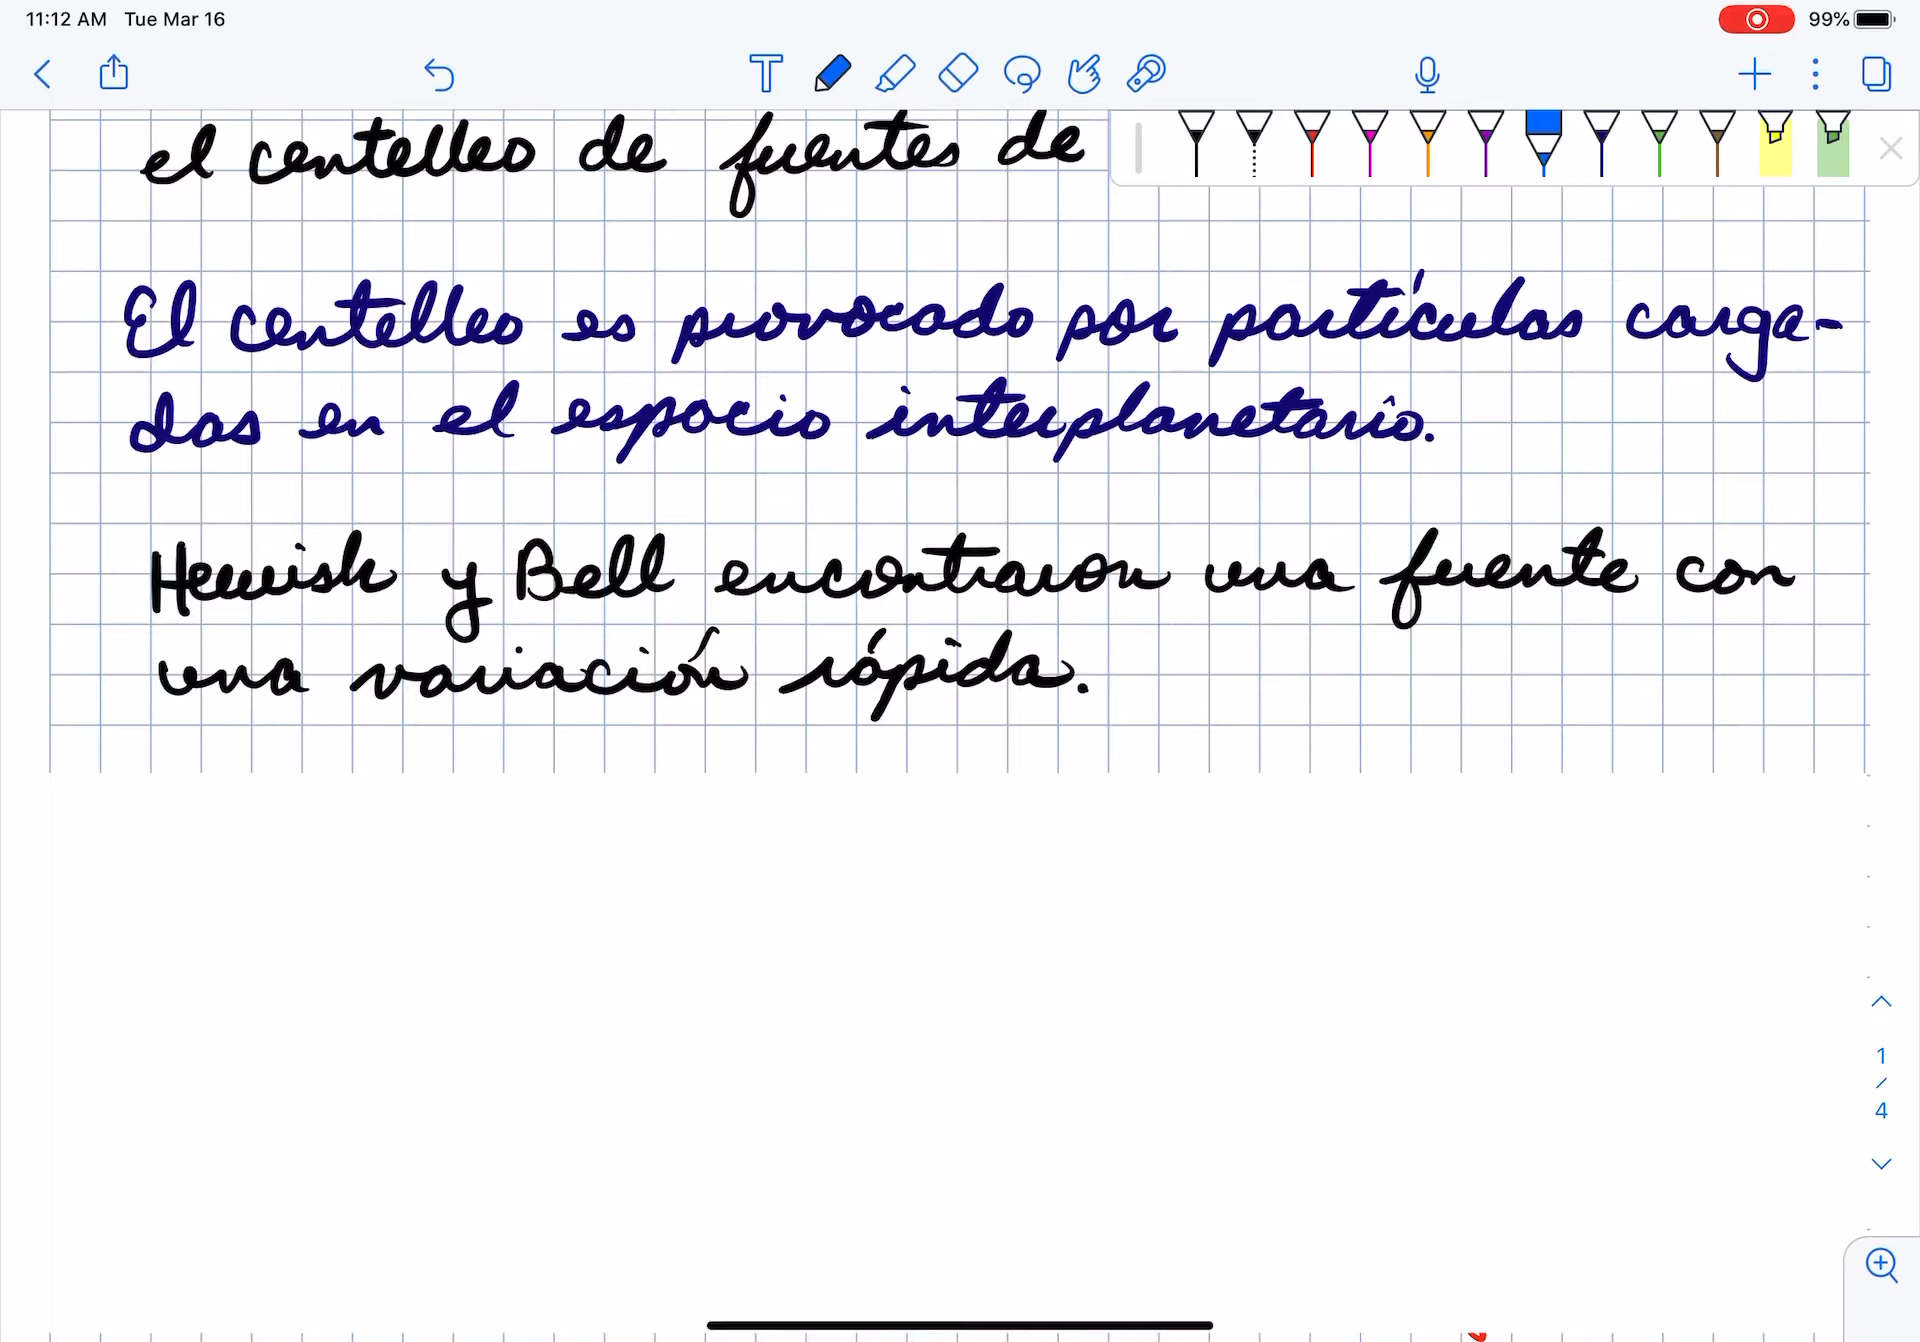 11:12 AM Tue Mar 16
99%
el centelleo de fuentes de
El centelleo es provocado por partículas carga-
das en el espacio interplanetario.
Hewish y Bell encontraron una fuente con
una variación rápida.
1
/
4